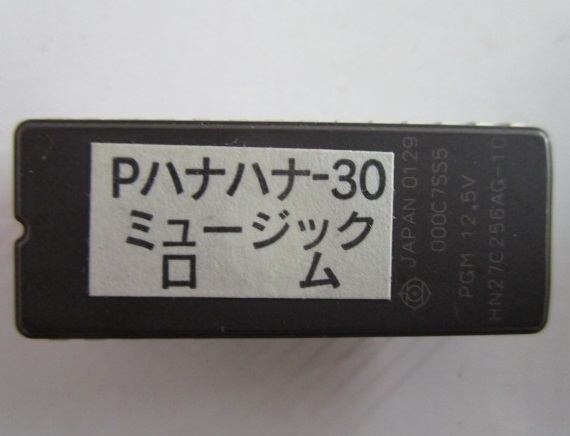 Pハナハナ-30
ミュージック
ロ ム
JAPAN 0129
000C7SS5
PGM 12.5V
HN27C256AG-10